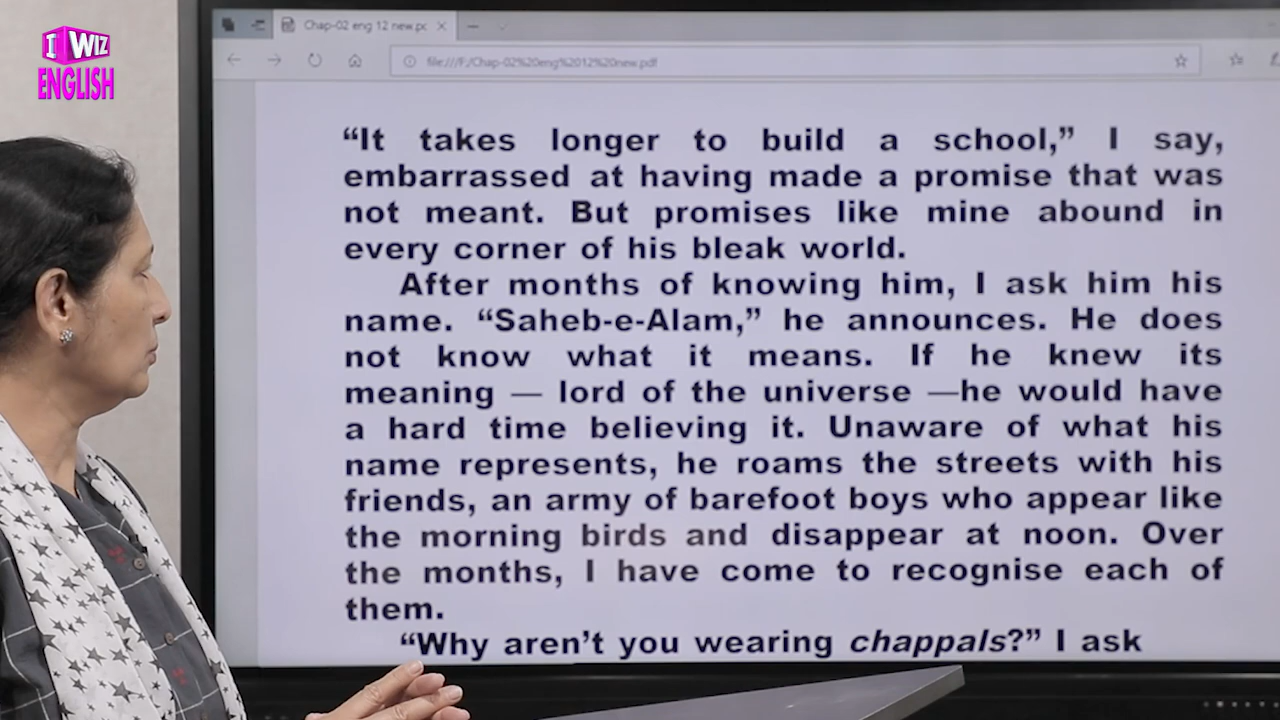 I WIZ
ENGLISH
Chap-02 eng 12 new.pc
file:///F:/Chap-02%20eng%2012%20new.pdf
“It takes longer to build a school,” I say,
embarrassed at having made a promise that was
not meant. But promises like mine abound in
every corner of his bleak world.
After months of knowing him, I ask him his
name. “Saheb-e-Alam,” he announces. He does
not know what it means. If he knew its
meaning — lord of the universe —he would have
a hard time believing it. Unaware of what his
name represents, he roams the streets with his
friends, an army of barefoot boys who appear like
the morning birds and disappear at noon. Over
the months, I have come to recognise each of
them.
“Why aren’t you wearing chappals?” I ask